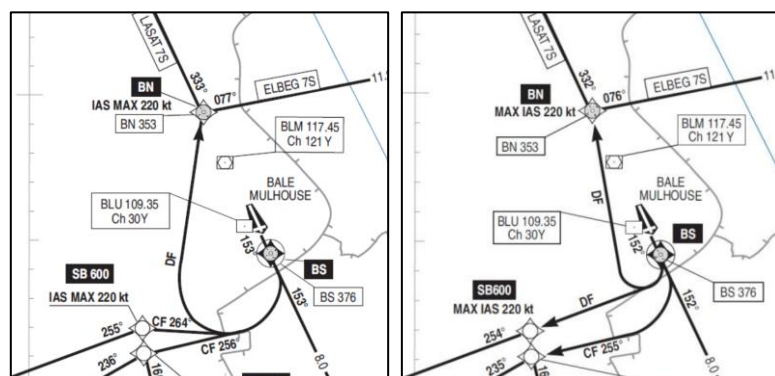 LASAT 7S
333°
BN
077°
ELBEG 7S
11.
IAS MAX 220 kt
BN 353
BLM 117.45
Ch 121 Y
BALE
MULHOUSE
BLU 109.35
Ch 30Y
153°
DF
SB 600
BS
IAS MAX 220 kt
BS 376
153°
255°
CF 264°
236°
CF 256°
16
8.0
LASAT 7S
332°
BN
076°
ELBEG 7S
11.
MAX IAS 220 kt
BN 353
BLM 117.45
Ch 121 Y
DF
BALE
MULHOUSE
BLU 109.35
Ch 30Y
152°
BS
SB600
MAX IAS 220 kt
DF
BS 376
152°
254°
235°
CF 255°
16
8.0